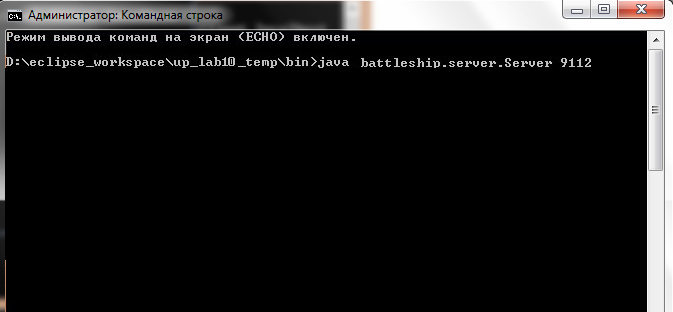 Администратор: Командная строка
Режим вывода команд на экран (ECHO) включен.
D:\eclipse_workspace\up_lab10_temp\bin>java battleship.server.Server 9112